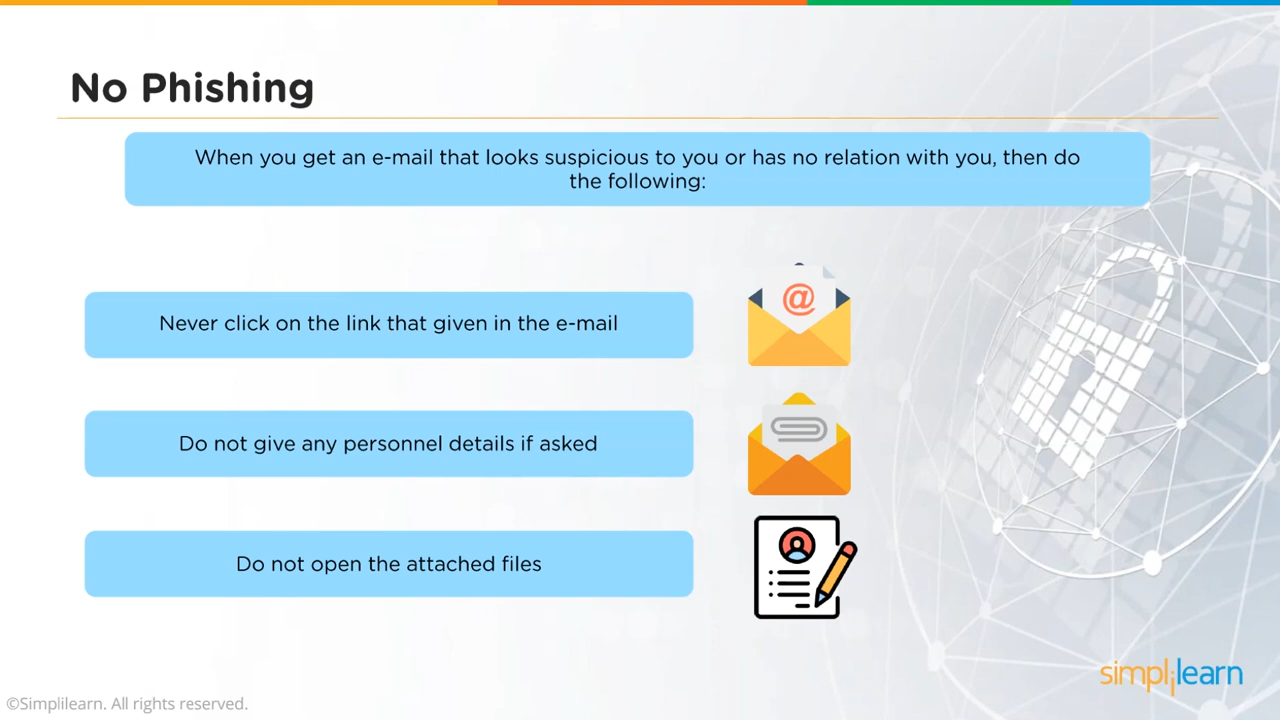 No Phishing
When you get an e-mail that looks suspicious to you or has no relation with you, then do
the following:
Never click on the link that given in the e-mail
@
Do not give any personnel details if asked
Do not open the attached files
simplilearn
©Simplilearn. All rights reserved.